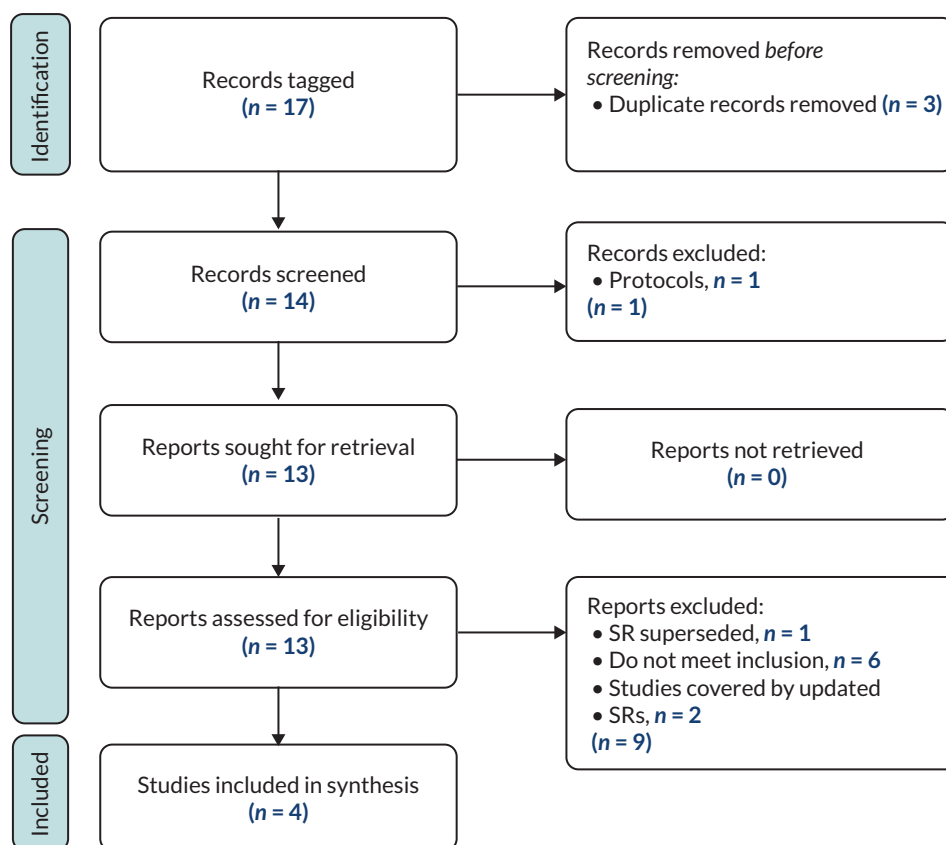 Identification
Records tagged
(n = 17)
Records removed before
screening:
• Duplicate records removed (n = 3)
Screening
Records screened
(n = 14)
Records excluded:
• Protocols, n = 1
(n = 1)
Reports sought for retrieval
(n = 13)
Reports not retrieved
(n = 0)
Reports assessed for eligibility
(n = 13)
Reports excluded:
• SR superseded, n = 1
• Do not meet inclusion, n = 6
• Studies covered by updated
• SRs, n = 2
(n = 9)
Included
Studies included in synthesis
(n = 4)